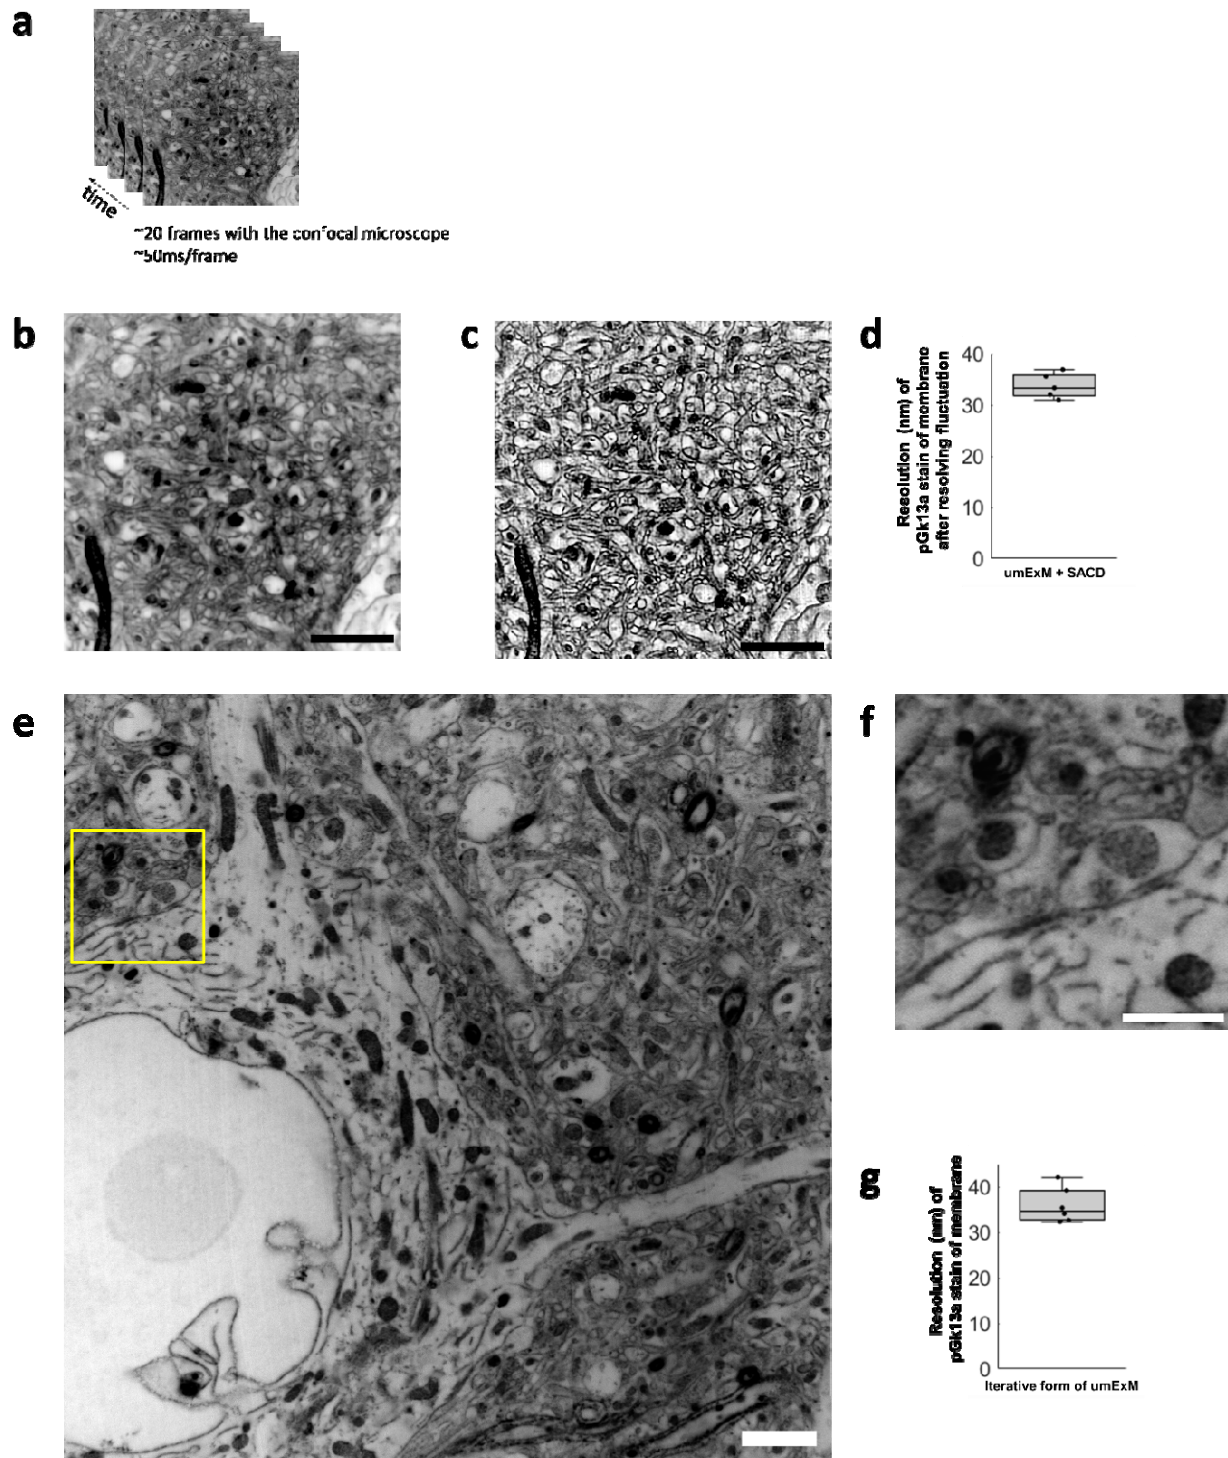 a
time
~20 frames with the confocal microscope
~50ms/frame
b
c
d
Resolution (nm) of
pGk13a stain of membrane
after resolving fluctuation
40
30
20
10
0
umExM + SACD
e
f
g
Resolution (nm) of
pGk13a stain of membrane
40
30
20
10
0
Iterative form of umExM